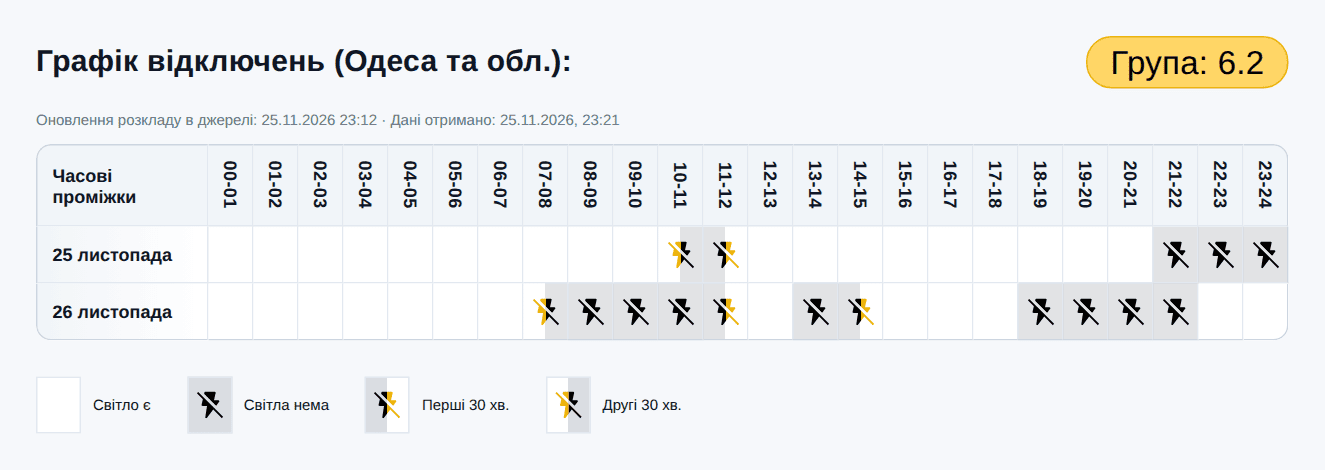 Графік відключень (Одеса та обл.):
Група: 6.2
Оновлення розкладу в джерелі: 25.11.2026 23:12 · Дані отримано: 25.11.2026, 23:21
Часові
проміжки
00-01
01-02
02-03
03-04
04-05
05-06
06-07
07-08
08-09
09-10
10-11
11-12
12-13
13-14
14-15
15-16
16-17
17-18
18-19
19-20
20-21
21-22
22-23
23-24
25 листопада
26 листопада
Світло є
Світла нема
Перші 30 хв.
Другі 30 хв.